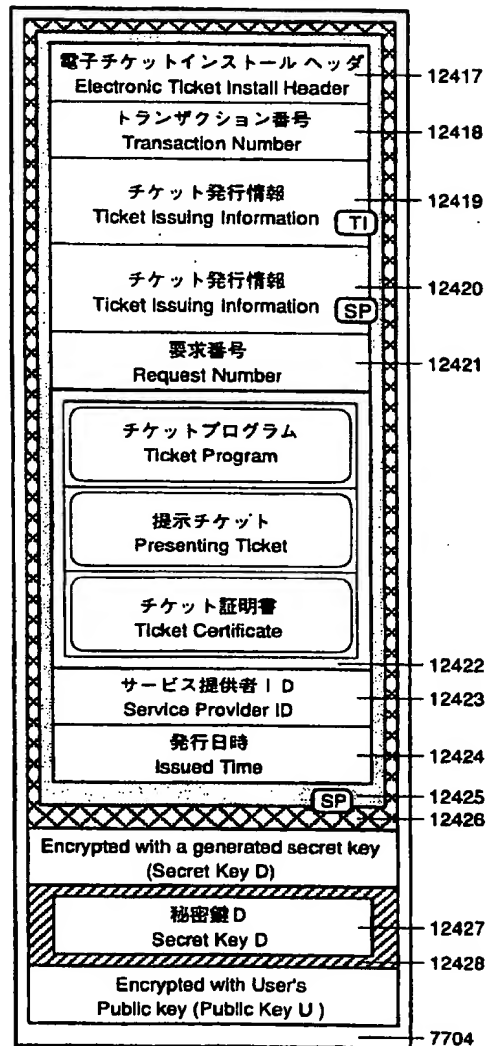 電子チケットインストール ヘッダ
Electronic Ticket Install Header
12417
トランザクション番号
Transaction Number
12418
チケット発行情報
Ticket Issuing Information
TI
12419
チケット発行情報
Ticket Issuing Information
SP
12420
要求番号
Request Number
12421
チケットプログラム
Ticket Program
提示チケット
Presenting Ticket
チケット証明書
Ticket Certificate
12422
サービス提供者 I D
Service Provider ID
12423
発行日時
Issued Time
12424
SP
12425
12426
Encrypted with a generated secret key
(Secret Key D)
秘密鍵 D
Secret Key D
12427
12428
Encrypted with User's
Public key (Public Key U )
7704